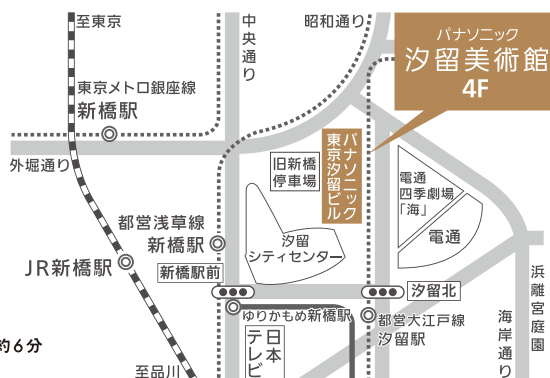 至東京
中央通り
昭和通り
パナソニック
汐留美術館
4F
東京メトロ銀座線
新橋駅
外堀通り
旧新橋
停車場
パナソニック
東京汐留ビル
電通
四季劇場
「海」
電通
都営浅草線
新橋駅
汐留
シティセンター
JR新橋駅
新橋駅前
汐留北
浜離宮庭園
ゆりかもめ新橋駅
都営大江戸線
汐留駅
海岸通り
日本
テレビ
約6分
至品川